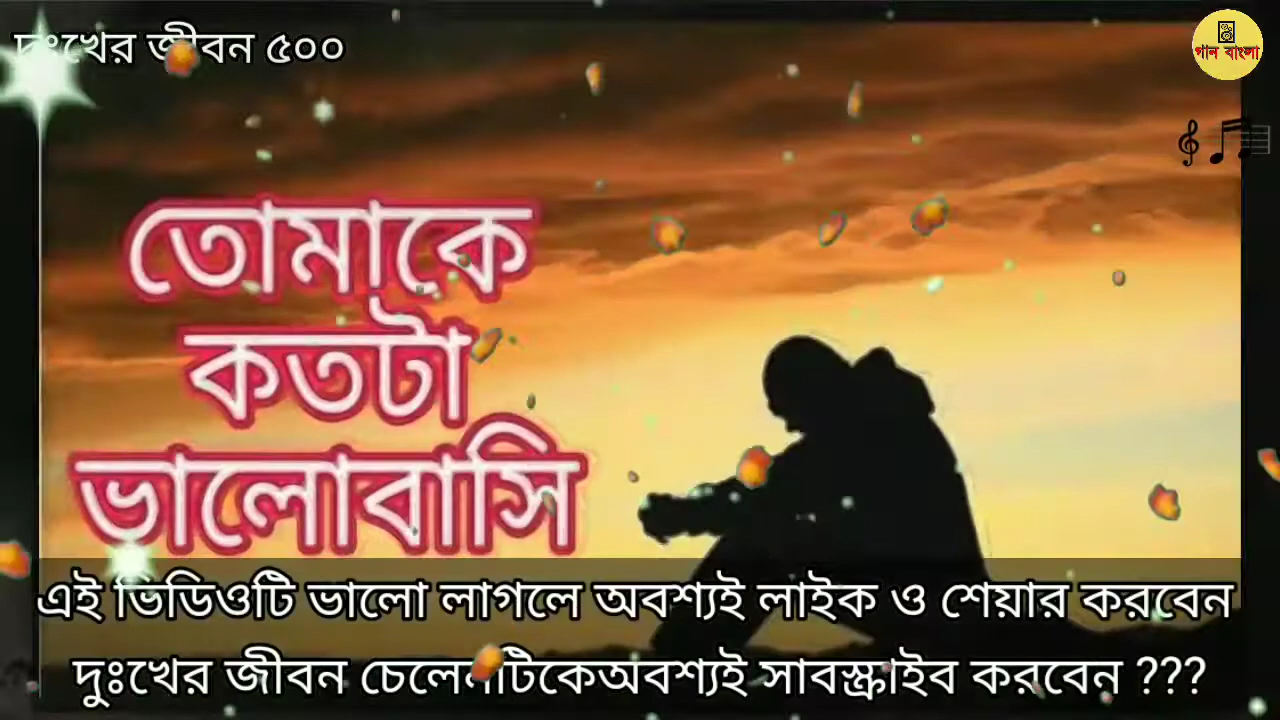 দুঃখের জীবন ৫০০
গান বাংলা
তোমাকে
কতটা
ভালোবাসি
এই ভিডিওটি ভালো লাগলে অবশ্যই লাইক ও শেয়ার করবেন
দুঃখের জীবন চেলেনটিকেঅবশ্যই সাবস্ক্রাইব করবেন ???